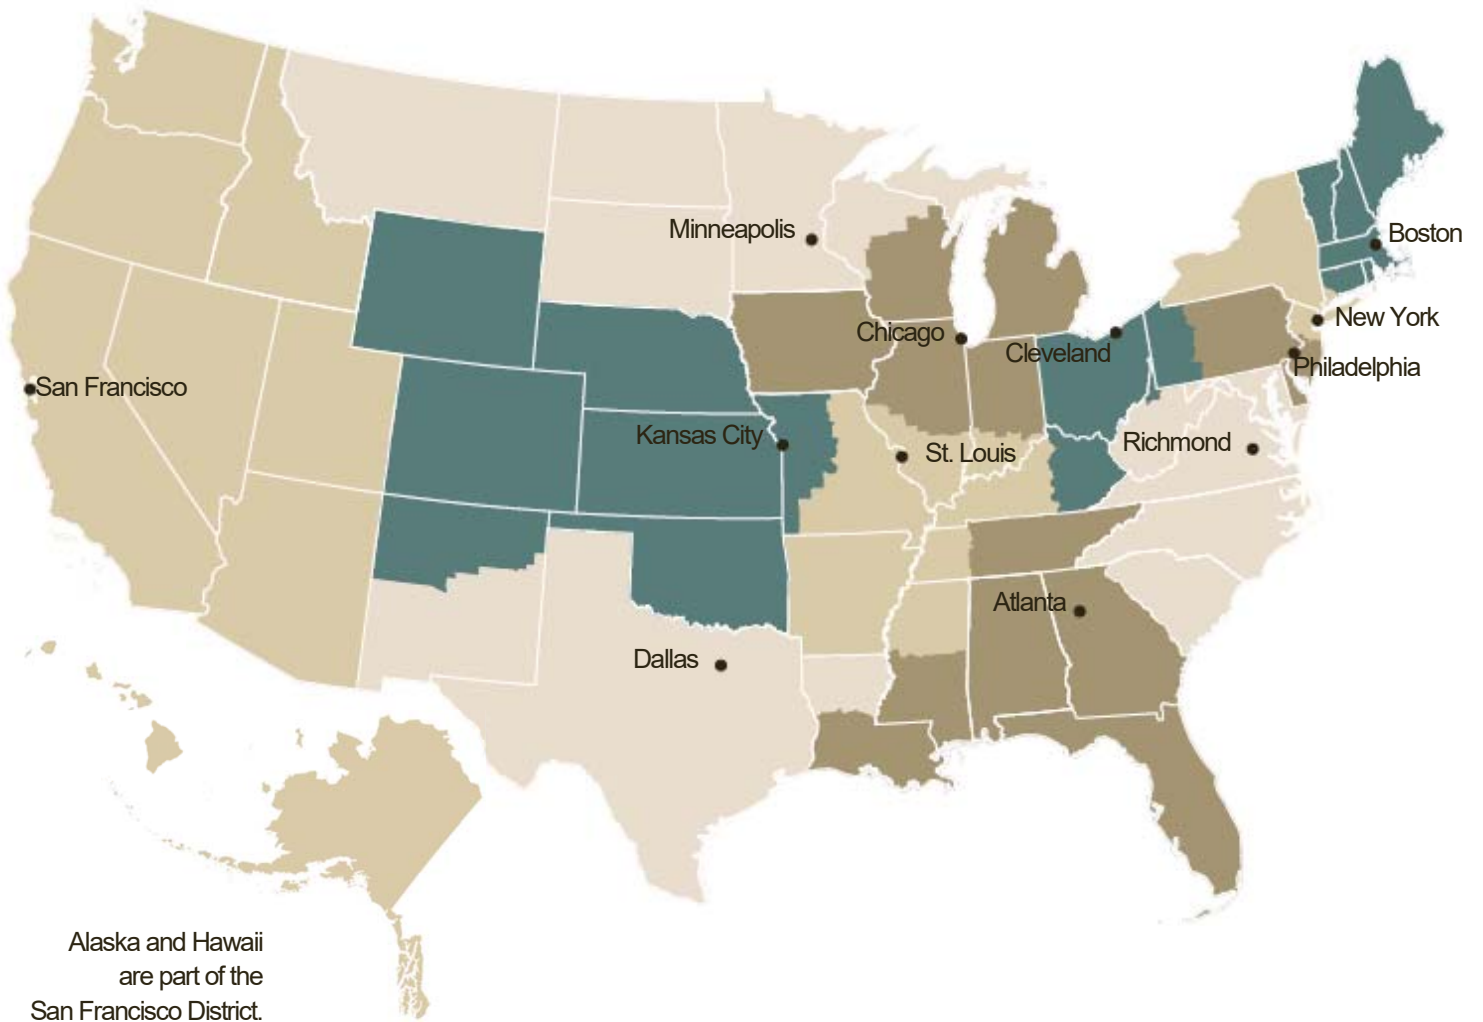 Minneapolis
Boston
New York
Chicago
Cleveland
Philadelphia
San Francisco
Kansas City
St. Louis
Richmond
Atlanta
Dallas
Alaska and Hawaii
are part of the
San Francisco District.